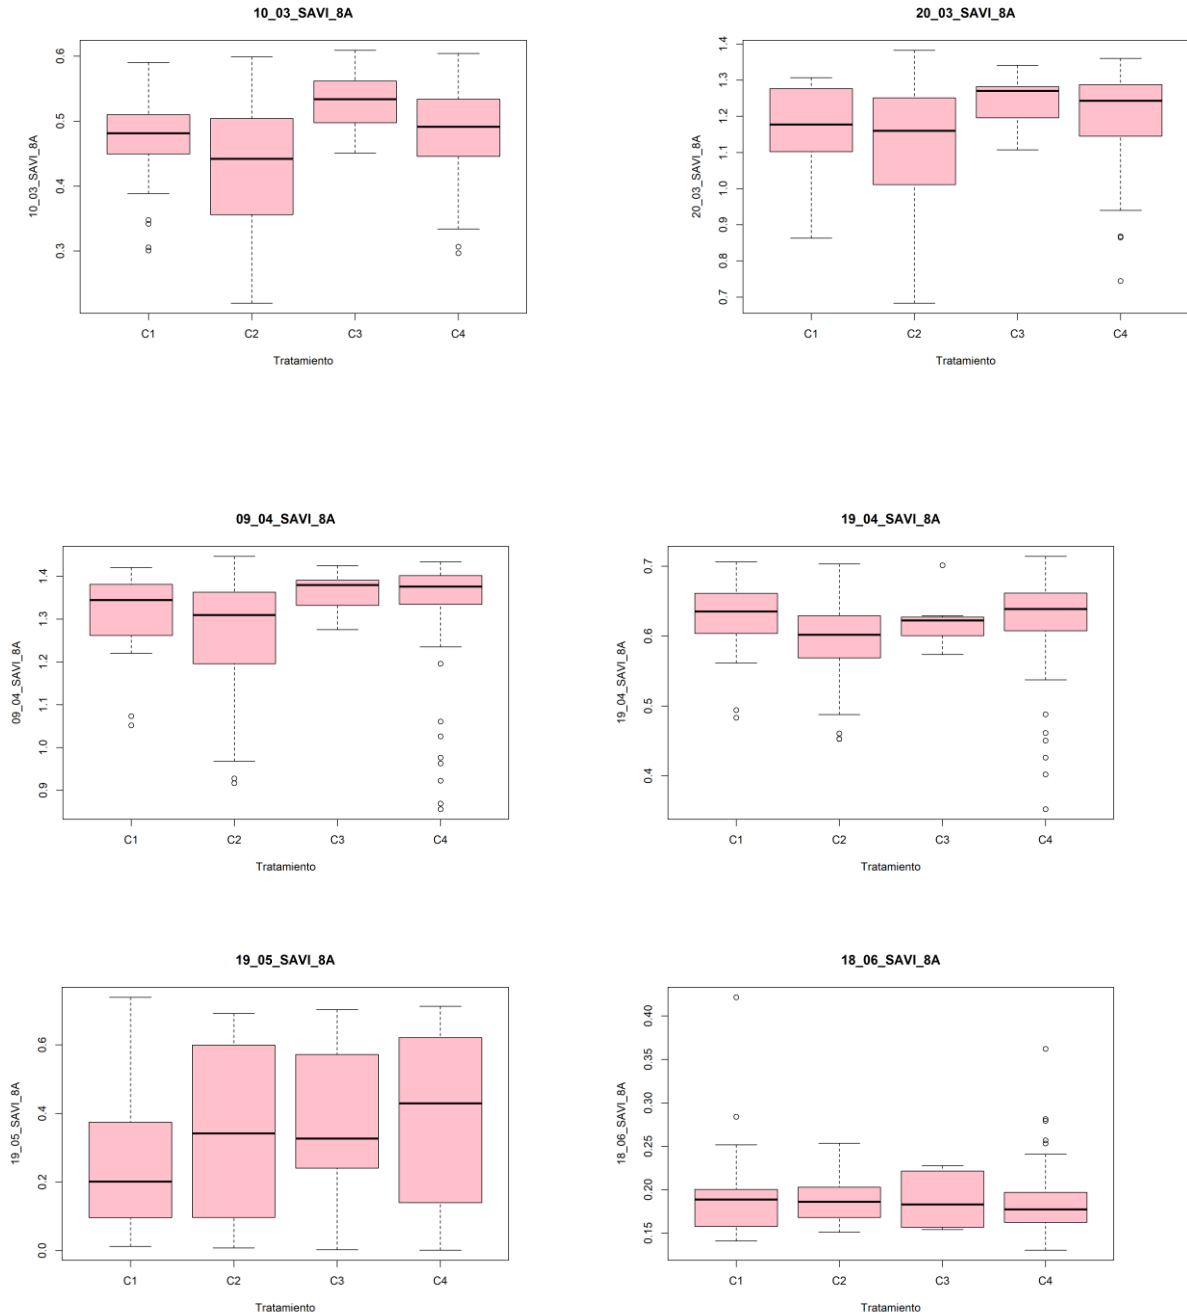 10_03_SAVI_8A
10_03_SAVI_8A
0.6
0.5
0.4
0.3
C1 C2 C3 C4
Tratamiento
20_03_SAVI_8A
20_03_SAVI_8A
1.4
1.3
1.2
1.1
1.0
0.9
0.8
0.7
C1 C2 C3 C4
Tratamiento
09_04_SAVI_8A
09_04_SAVI_8A
1.4
1.3
1.2
1.1
1.0
0.9
C1 C2 C3 C4
Tratamiento
19_04_SAVI_8A
19_04_SAVI_8A
0.7
0.6
0.5
0.4
C1 C2 C3 C4
Tratamiento
19_05_SAVI_8A
19_05_SAVI_8A
0.6
0.4
0.2
0.0
C1 C2 C3 C4
Tratamiento
18_06_SAVI_8A
18_06_SAVI_8A
0.40
0.35
0.30
0.25
0.20
0.15
C1 C2 C3 C4
Tratamiento